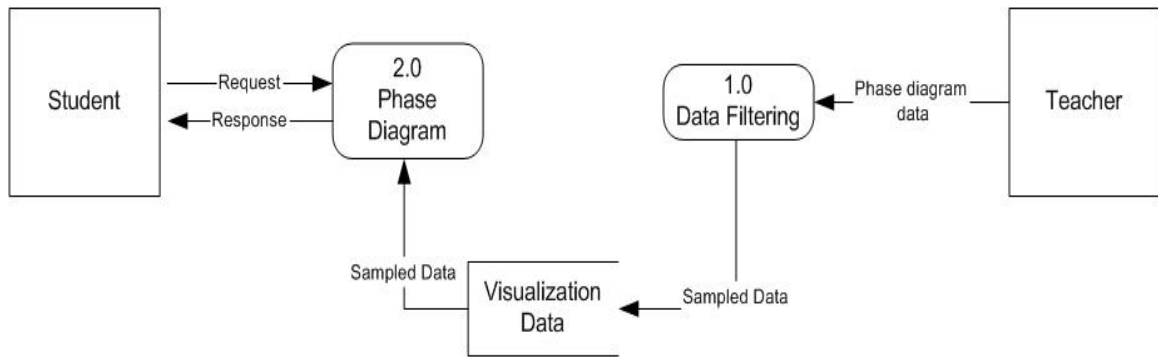 Student
Request
Response
2.0
Phase
Diagram
1.0
Data Filtering
Phase diagram
data
Teacher
Sampled Data
Visualization
Data
Sampled Data